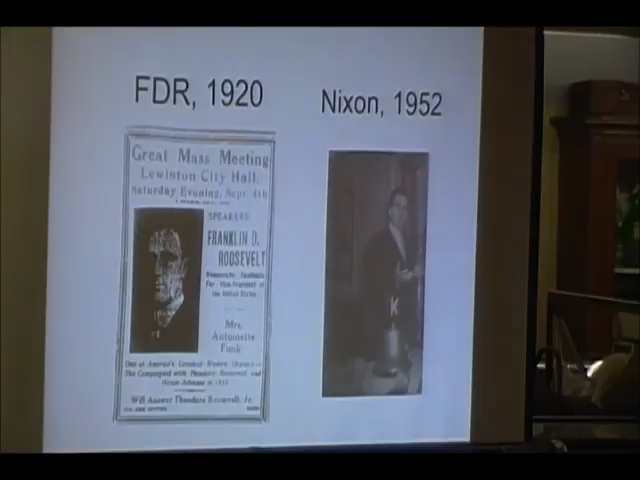 FDR, 1920
Nixon, 1952
Great Mass Meeting
Lewiston City Hall,
Saturday Evening, Sept. 4th
SPEAKERS
FRANKLIN D.
ROOSEVELT
Democratic Candidate
For Vice-President of
the United States
Mrs.
Antoinette
Funk
One of America's Greatest Women Orators—
Who Campaigned with Theodore Roosevelt and
Hiram Johnson in 1912
Will Answer Theodore Roosevelt, Jr.
K